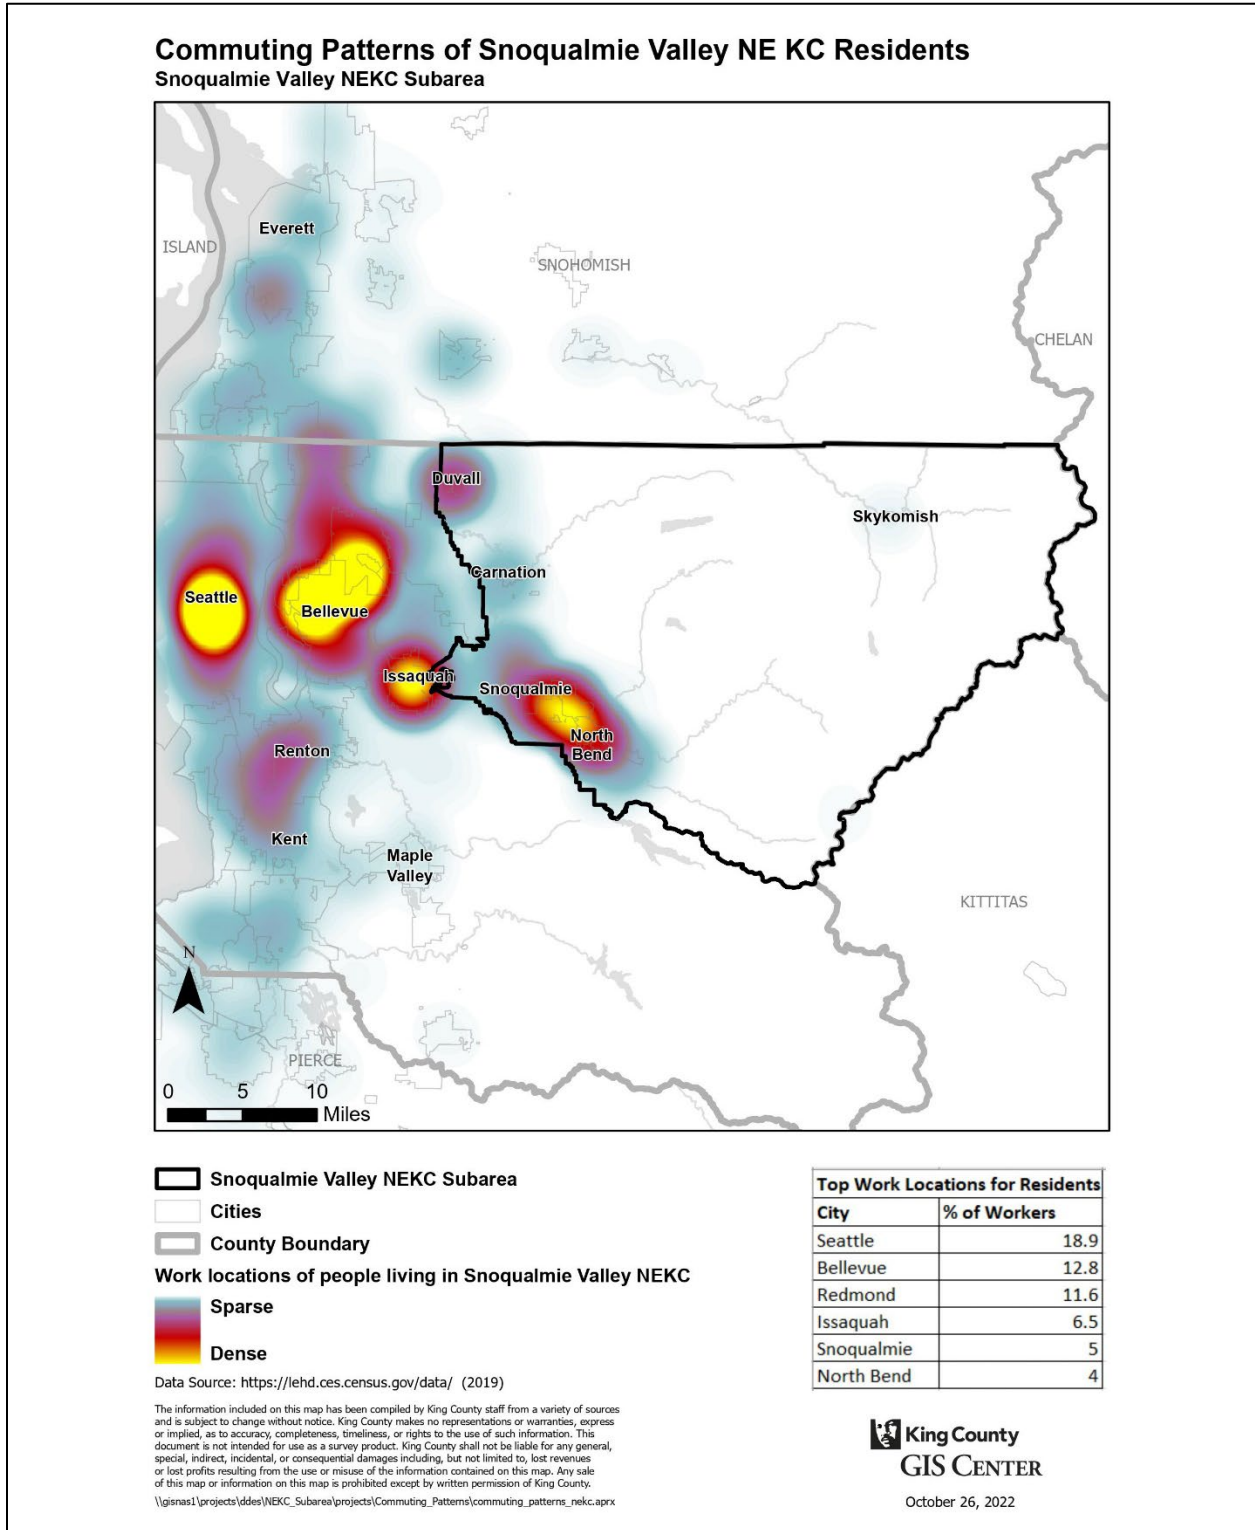 Commuting Patterns of Snoqualmie Valley NE KC Residents
Snoqualmie Valley NEKC Subarea
Everett
ISLAND
SNOHOMISH
CHELAN
Duvall
Skykomish
Carnation
Seattle
Bellevue
Issaquah
Snoqualmie
North
Bend
Renton
Kent
Maple
Valley
KITTITAS
N
PIERCE
0 5 10
Miles
Snoqualmie Valley NEKC Subarea
Cities
County Boundary
Work locations of people living in Snoqualmie Valley NEKC
Sparse
Dense
Data Source: https://lehd.ces.census.gov/data/ (2019)
The information included on this map has been compiled by King County staff from a variety of sources
and is subject to change without notice. King County makes no representations or warranties, express
or implied, as to accuracy, completeness, timeliness, or rights to the use of such information. This
document is not intended for use as a survey product. King County shall not be liable for any general,
special, indirect, incidental, or consequential damages including, but not limited to, lost revenues
or lost profits resulting from the use or misuse of the information contained on this map. Any sale
of this map or information on this map is prohibited except by written permission of King County.
\\gisnas1\projects\ddes\NEKC_Subarea\projects\Commuting_Patterns\commuting_patterns_nekc.aprx
Top Work Locations for Residents
City % of Workers
Seattle 18.9
Bellevue 12.8
Redmond 11.6
Issaquah 6.5
Snoqualmie 5
North Bend 4
King County
GIS CENTER
October 26, 2022